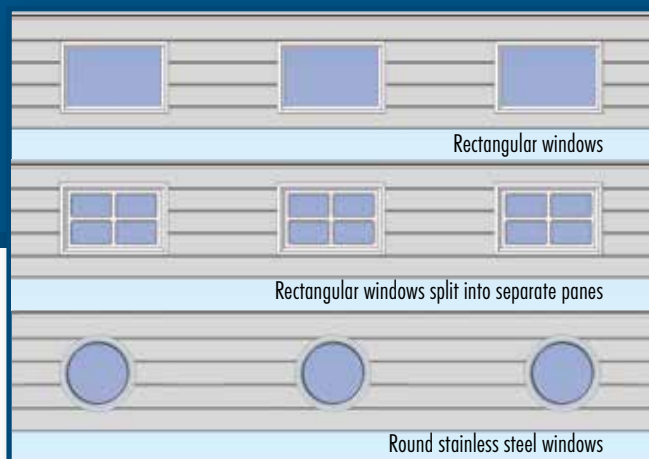 Rectangular windows
Rectangular windows split into separate panes
Round stainless steel windows